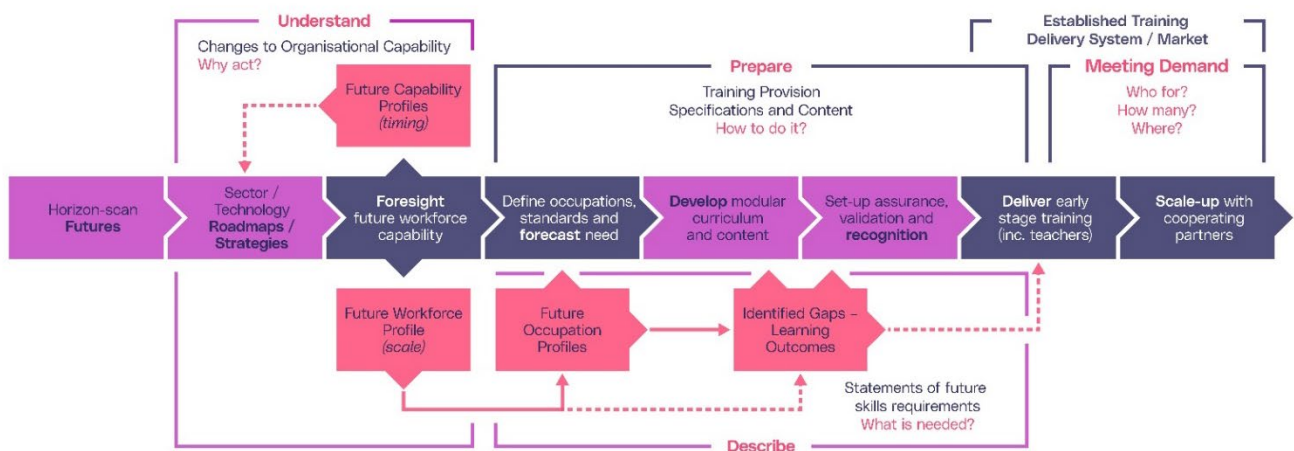 Understand
Changes to Organisational Capability
Why act?
Established Training
Delivery System / Market
Prepare
Training Provision
Specifications and Content
How to do it?
Meeting Demand
Who for?
How many?
Where?
Future Capability
Profiles
(timing)
Horizon-scan
Futures
Sector /
Technology
Roadmaps /
Strategies
Foresight
future workforce
capability
Define occupations,
standards and
forecast need
Develop modular
curriculum
and content
Set-up assurance,
validation and
recognition
Deliver early
stage training
(inc. teachers)
Scale-up with
cooperating
partners
Future Workforce
Profile
(scale)
Future
Occupation
Profiles
Identified Gaps –
Learning
Outcomes
Statements of future
skills requirements
What is needed?
Describe